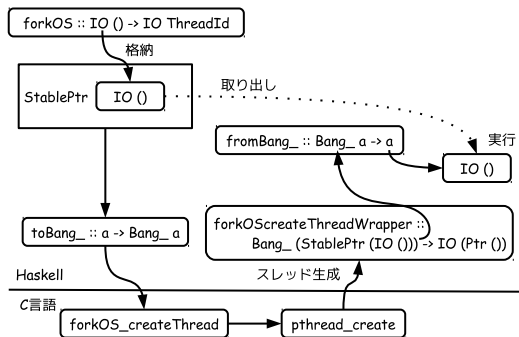 forkOS :: IO () -> IO ThreadId
格納
StablePtr
IO ()
取り出し
fromBang_ :: Bang_ a -> a
実行
IO ()
toBang_ :: a -> Bang_ a
forkOScreateThreadWrapper ::
Bang_ (StablePtr (IO ())) -> IO (Ptr ())
Haskell
スレッド生成
C言語
forkOS_createThread
pthread_create